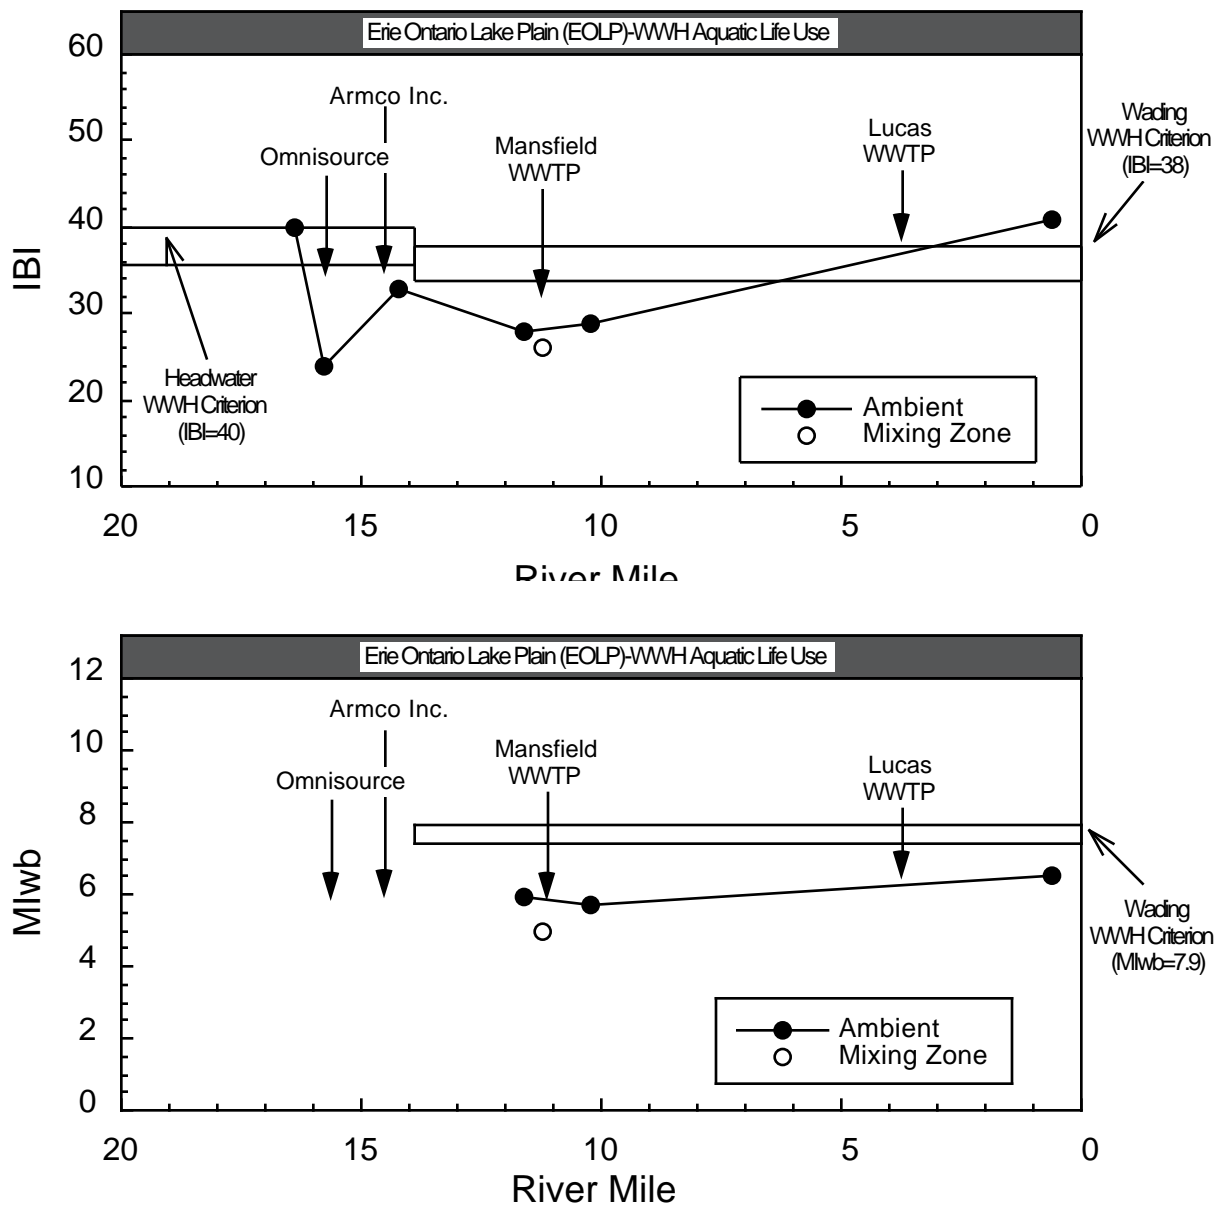 Erie Ontario Lake Plain (EOLP)-WWH Aquatic Life Use
60
50
40
30
20
10
IBI
Armco Inc.
Omnisource
Mansfield
WWTP
Lucas
WWTP
Wading
WWH Criterion
(IBI=38)
Headwater
WWH Criterion
(IBI=40)
Ambient
Mixing Zone
20
15
10
5
0
River Mile
Erie Ontario Lake Plain (EOLP)-WWH Aquatic Life Use
12
10
8
6
4
2
0
MIwb
Armco Inc.
Omnisource
Mansfield
WWTP
Lucas
WWTP
Wading
WWH Criterion
(MIwb=7.9)
Ambient
Mixing Zone
20
15
10
5
0
River Mile